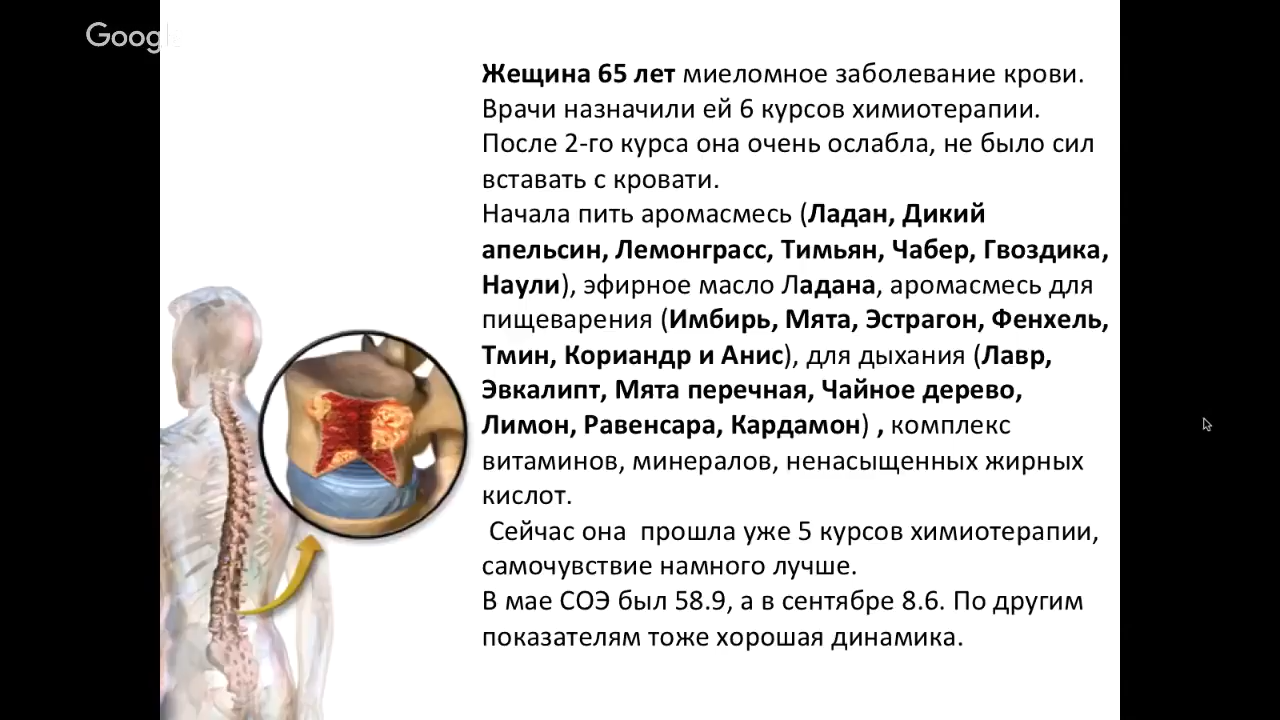 Google
Жещина 65 лет миеломное заболевание крови.
Врачи назначили ей 6 курсов химиотерапии.
После 2-го курса она очень ослабла, не было сил
вставать с кровати.
Начала пить аромасмесь (Ладан, Дикий
апельсин, Лемонграсс, Тимьян, Чабер, Гвоздика,
Наули), эфирное масло Ладана, аромасмесь для
пищеварения (Имбирь, Мята, Эстрагон, Фенхель,
Тмин, Кориандр и Анис), для дыхания (Лавр,
Эвкалипт, Мята перечная, Чайное дерево,
Лимон, Равенсара, Кардамон) , комплекс
витаминов, минералов, ненасыщенных жирных
кислот.
Сейчас она прошла уже 5 курсов химиотерапии,
самочувствие намного лучше.
В мае СОЭ был 58.9, а в сентябре 8.6. По другим
показателям тоже хорошая динамика.